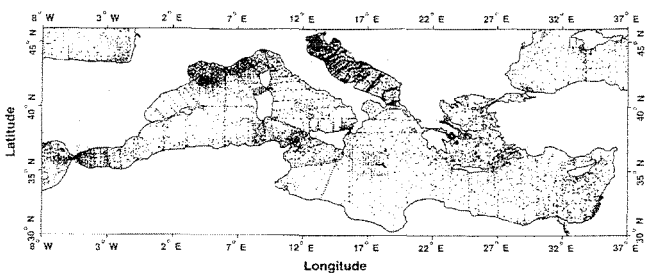 8° W 3° W 2° E 7° E 12° E 17° E 22° E 27° E 32° E 37° E
45° N 45° N
40° N 40° N
35° N 35° N
30° N 30° N
Latitude
8° W 3° W 2° E 7° E 12° E 17° E 22° E 27° E 32° E 37° E
Longitude